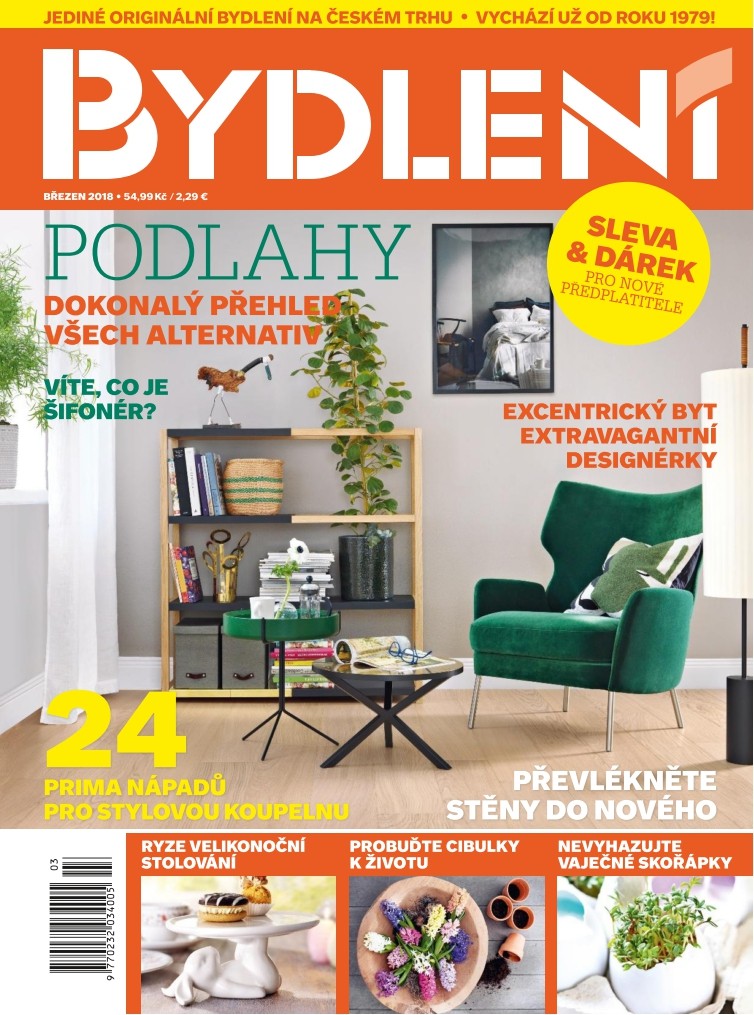 JEDINÉ ORIGINÁLNÍ BYDLENÍ NA ČESKÉM TRHU • VYCHÁZÍ UŽ OD ROKU 1979!
BYDLENÍ
BŘEZEN 2018 • 54,99 Kč / 2,29 €
SLEVA
& DÁREK
PRO NOVÉ
PŘEDPLATITELE
PODLAHY
DOKONALÝ PŘEHLED
VŠECH ALTERNATIV
VÍTE, CO JE
ŠIFONÉR?
EXCENTRICKÝ BYT
EXTRAVAGANTNÍ
DESIGNÉRKY
24
PRIMA NÁPADŮ
PRO STYLOVOU KOUPELNU
PŘEVLÉKNĚTE
STĚNY DO NOVÉHO
RYZE VELIKONOČNÍ
STOLOVÁNÍ
PROBUĎTE CIBULKY
K ŽIVOTU
NEVYHAZUJTE
VAJEČNÉ SKOŘÁPKY
03
9 770232 034005